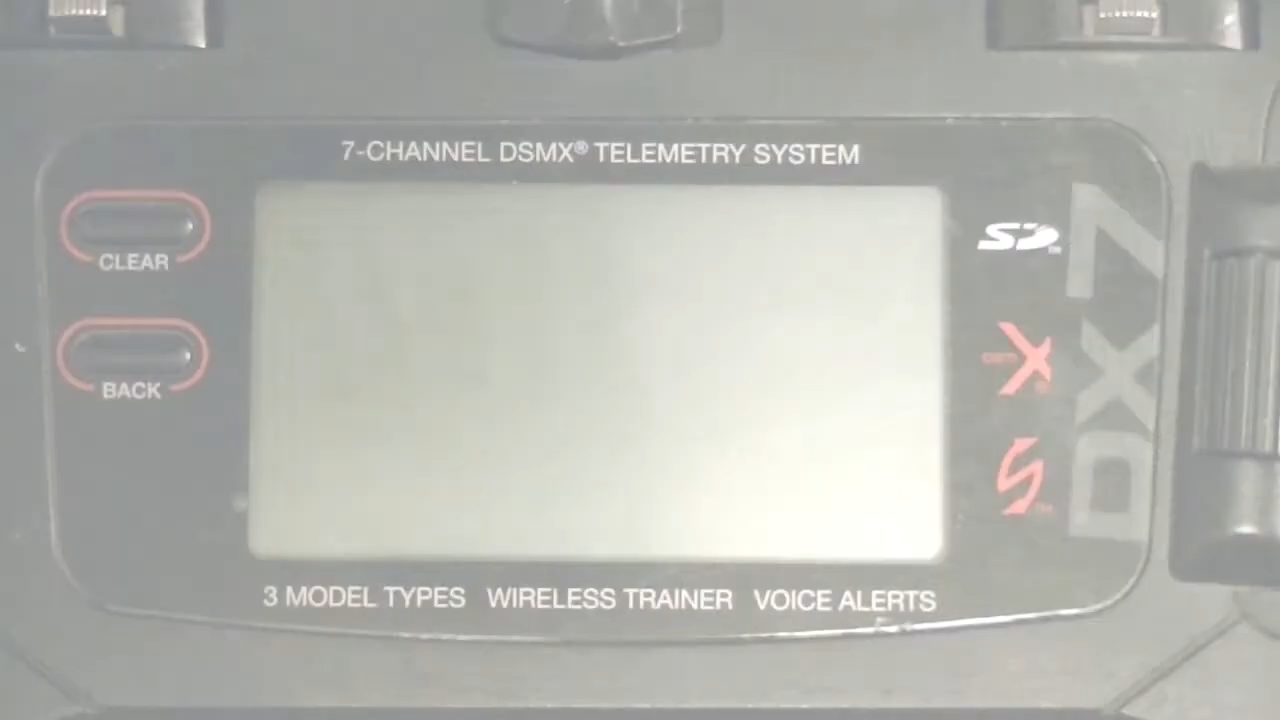 7-CHANNEL DSMX® TELEMETRY SYSTEM
CLEAR
BACK
SD
DX7
3 MODEL TYPES WIRELESS TRAINER VOICE ALERTS